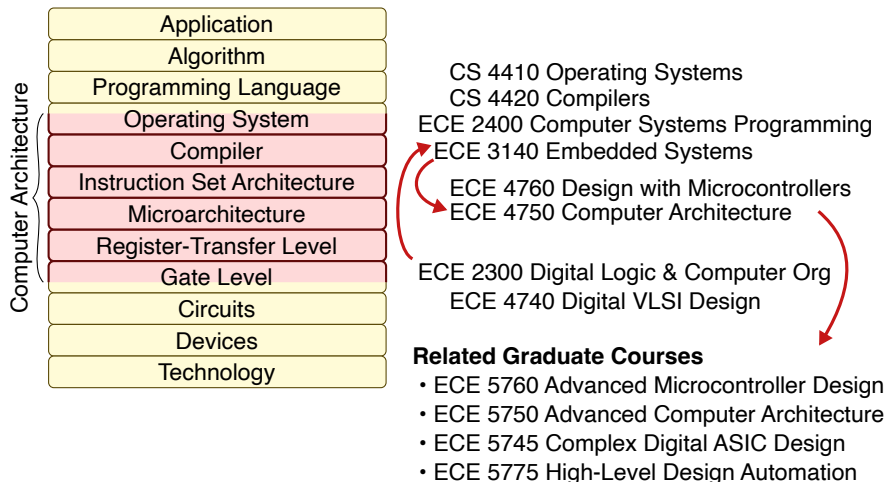 Computer Architecture
Application
Algorithm
Programming Language
Operating System
Compiler
Instruction Set Architecture
Microarchitecture
Register-Transfer Level
Gate Level
Circuits
Devices
Technology
CS 4410 Operating Systems
CS 4420 Compilers
ECE 2400 Computer Systems Programming
ECE 3140 Embedded Systems
ECE 4760 Design with Microcontrollers
ECE 4750 Computer Architecture
ECE 2300 Digital Logic & Computer Org
ECE 4740 Digital VLSI Design
Related Graduate Courses
• ECE 5760 Advanced Microcontroller Design
• ECE 5750 Advanced Computer Architecture
• ECE 5745 Complex Digital ASIC Design
• ECE 5775 High-Level Design Automation